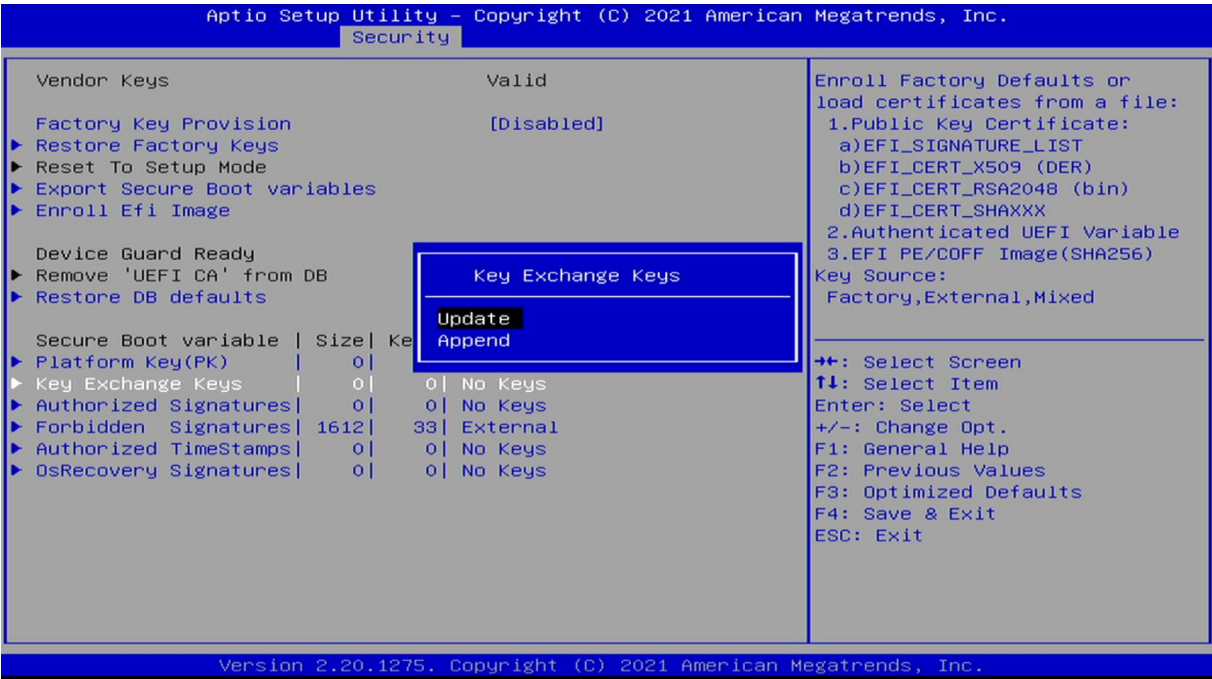 Aptio Setup Utility – Copyright (C) 2021 American Megatrends, Inc.
Security
Vendor Keys Valid
Factory Key Provision [Disabled]
▶ Restore Factory Keys
▶ Reset To Setup Mode
▶ Export Secure Boot variables
▶ Enroll Efi Image
Device Guard Ready
▶ Remove 'UEFI CA' from DB
▶ Restore DB defaults
Secure Boot variable | Size| Ke
▶ Platform Key(PK) | 0|
▶ Key Exchange Keys | 0| 0| No Keys
▶ Authorized Signatures| 0| 0| No Keys
▶ Forbidden Signatures| 1612| 33| External
▶ Authorized TimeStamps| 0| 0| No Keys
▶ OsRecovery Signatures| 0| 0| No Keys
Key Exchange Keys
Update
Append
Enroll Factory Defaults or
load certificates from a file:
1.Public Key Certificate:
a)EFI_SIGNATURE_LIST
b)EFI_CERT_X509 (DER)
c)EFI_CERT_RSA2048 (bin)
d)EFI_CERT_SHAXXX
2.Authenticated UEFI Variable
3.EFI PE/COFF Image(SHA256)
Key Source:
Factory,External,Mixed
→←: Select Screen
↑↓: Select Item
Enter: Select
+/-: Change Opt.
F1: General Help
F2: Previous Values
F3: Optimized Defaults
F4: Save & Exit
ESC: Exit
Version 2.20.1275. Copyright (C) 2021 American Megatrends, Inc.